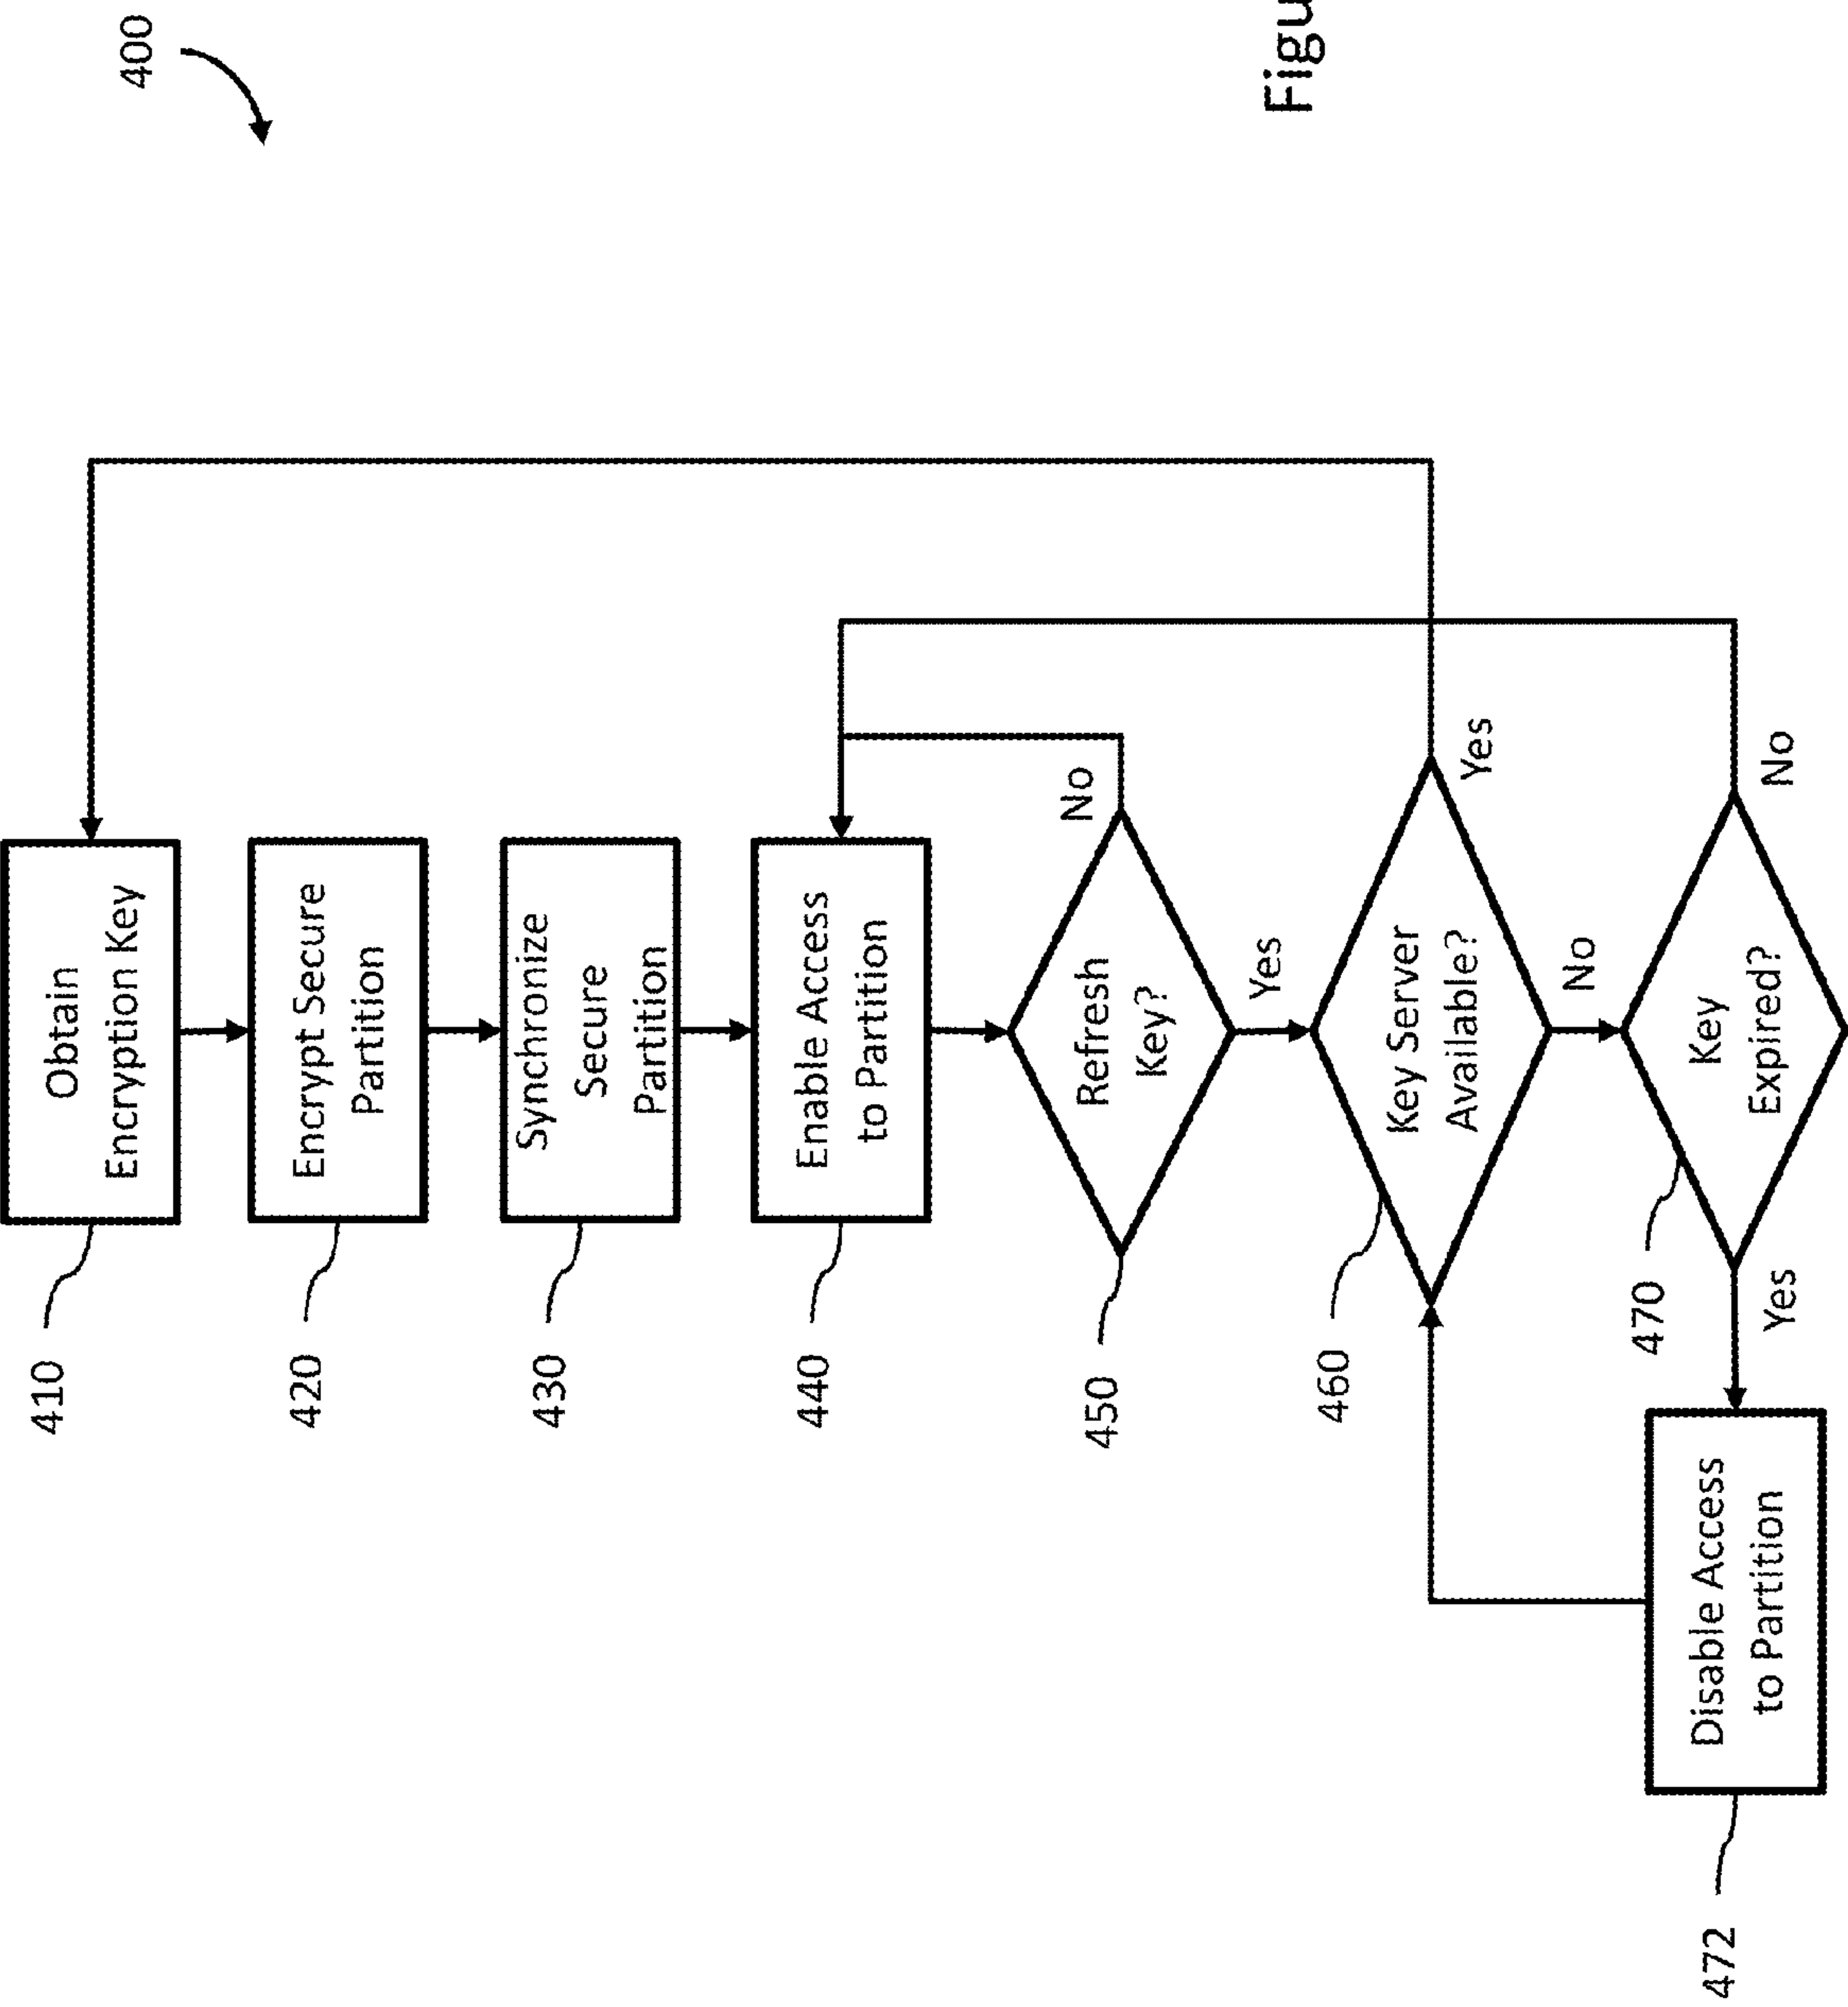 400
410
Obtain
Encryption Key
420
Encrypt Secure
Partition
430
Synchronize
Secure
Partition
440
Enable Access
to Partition
450
Refresh
Key?
No
Yes
460
Key Server
Available?
Yes
No
470
Key
Expired?
No
Yes
472
Disable Access
to Partition
Figu